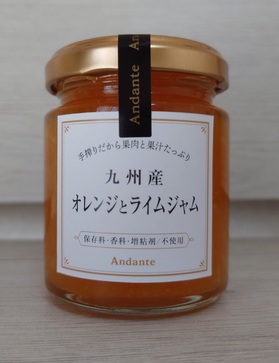 Andante
手搾りだから果肉と果汁たっぷり
九州産
オレンジとライムジャム
保存料・香料・増粘剤/不使用
Andante